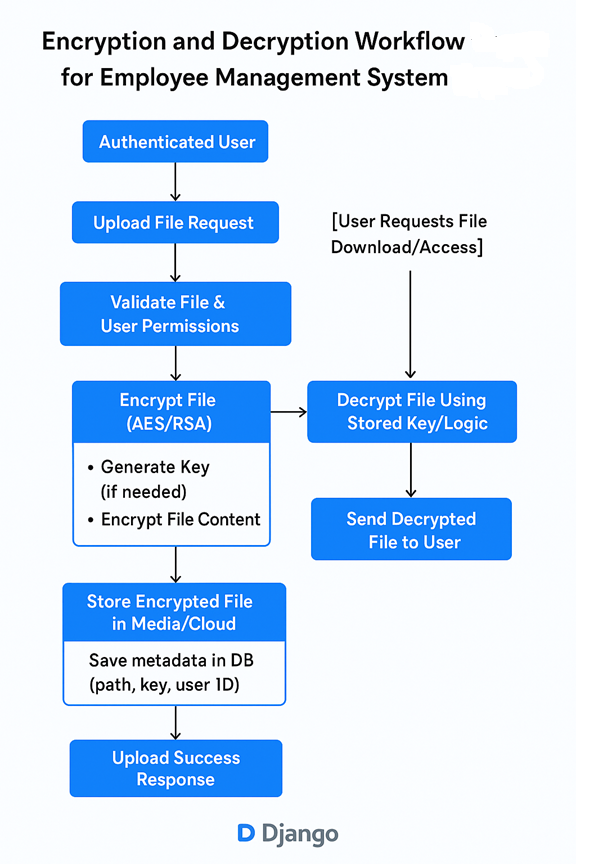 Encryption and Decryption Workflow
for Employee Management System
Authenticated User
Upload File Request
[User Requests File
Download/Access]
Validate File &
User Permissions
Encrypt File
(AES/RSA)
• Generate Key
(if needed)
• Encrypt File Content
Decrypt File Using
Stored Key/Logic
Send Decrypted
File to User
Store Encrypted File
in Media/Cloud
Save metadata in DB
(path, key, user 1D)
Upload Success
Response
D Django